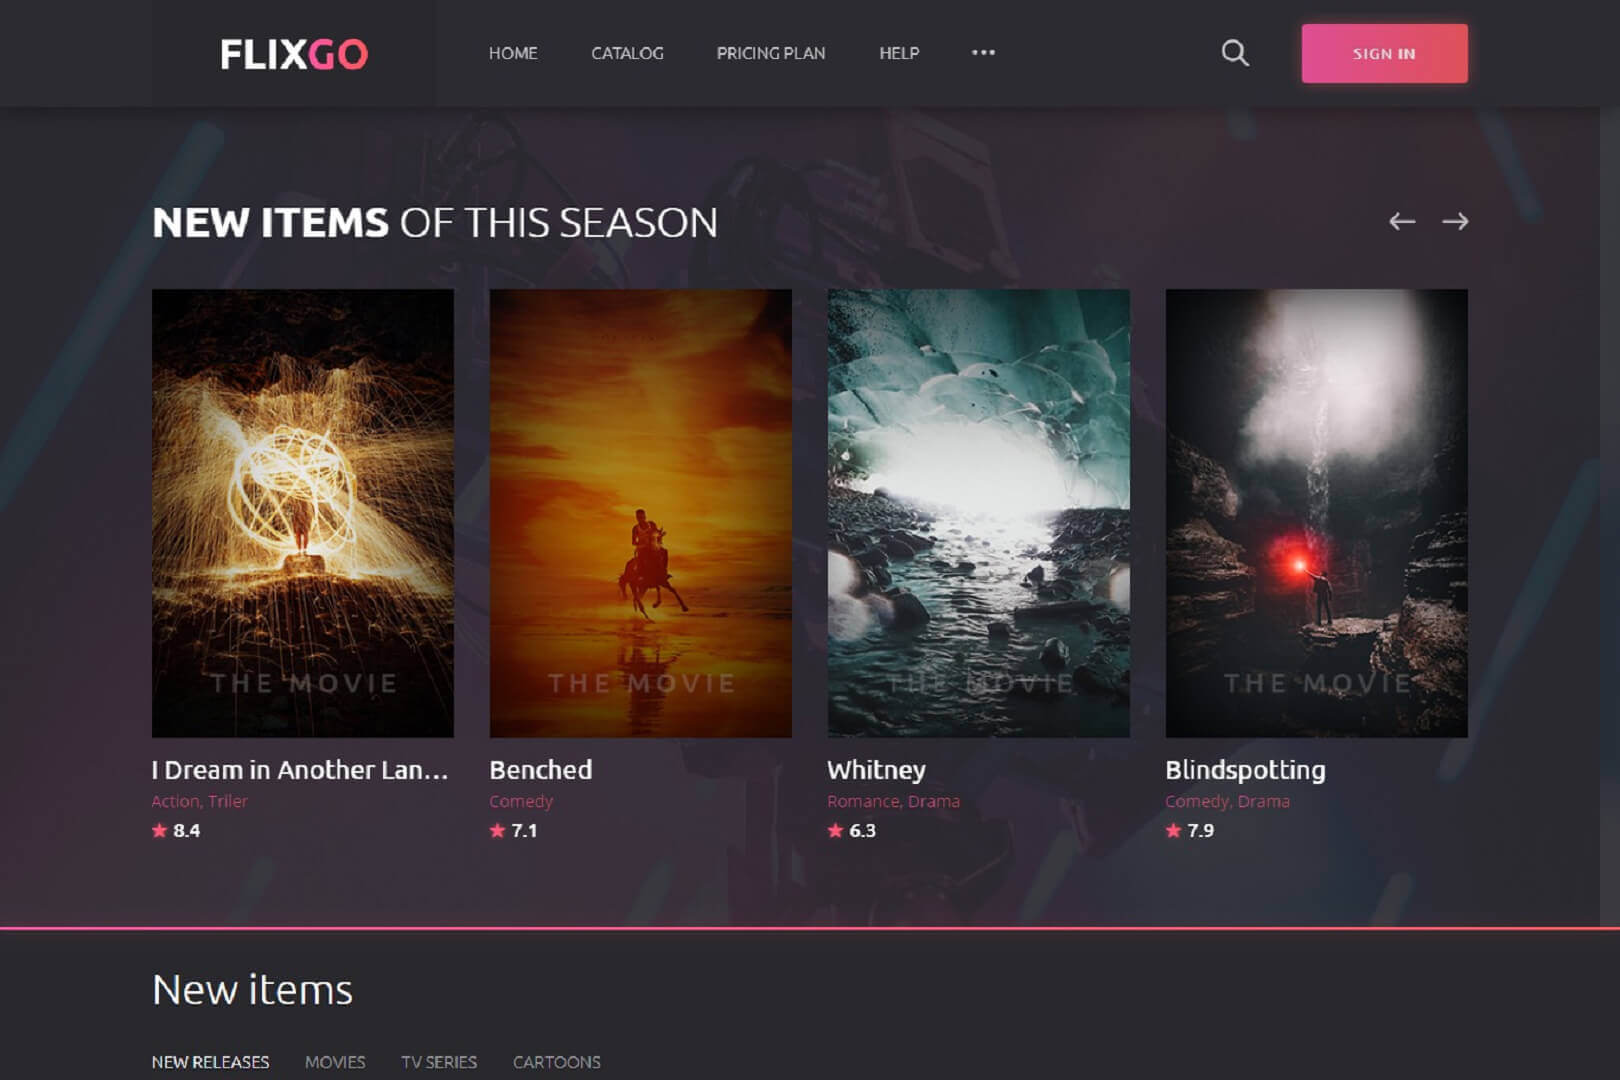 FLIXGO
HOME
CATALOG
PRICING PLAN
HELP
SIGN IN
NEW ITEMS OF THIS SEASON
THE MOVIE
THE MOVIE
THE MOVIE
THE MOVIE
I Dream in Another Lan...
Action, Triler
8.4
Benched
Comedy
7.1
Whitney
Romance, Drama
6.3
Blindspotting
Comedy, Drama
7.9
New items
NEW RELEASES
MOVIES
TV SERIES
CARTOONS